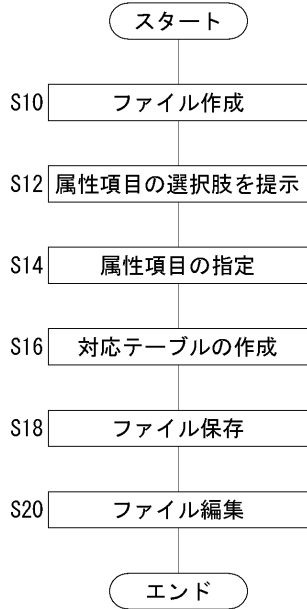 スタート
S10 ファイル作成
S12 属性項目の選択肢を提示
S14 属性項目の指定
S16 対応テーブルの作成
S18 ファイル保存
S20 ファイル編集
エンド